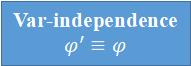 Var-independence
φ′ ≡ φ